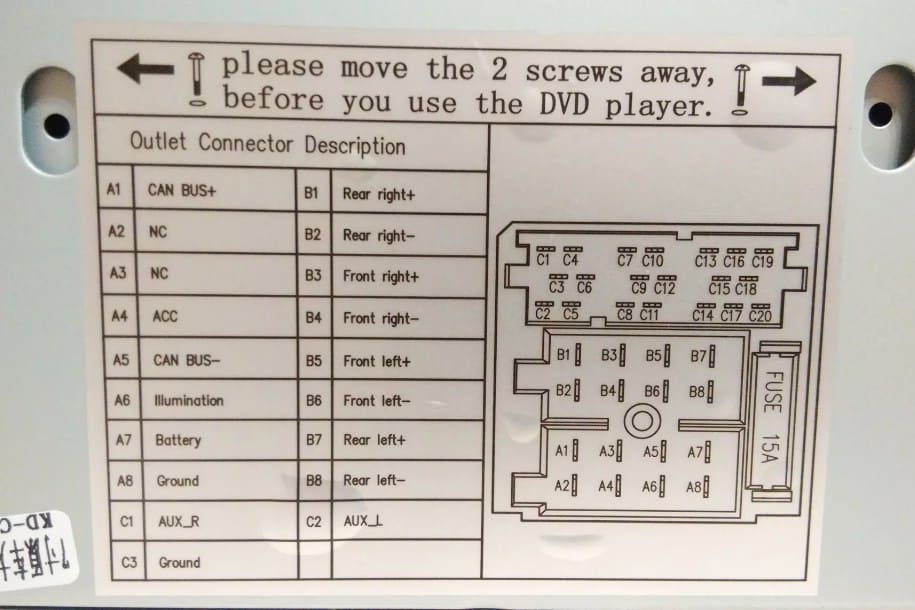 please move the 2 screws away,
before you use the DVD player.
Outlet Connector Description
A1 CAN BUS+ B1 Rear right+
A2 NC B2 Rear right-
A3 NC B3 Front right+
A4 ACC B4 Front right-
A5 CAN BUS- B5 Front left+
A6 Illumination B6 Front left-
A7 Battery B7 Rear left+
A8 Ground B8 Rear left-
C1 AUX_R C2 AUX_L
C3 Ground
C1 C4 C7 C10 C13 C16 C19
C3 C6 C9 C12 C15 C18
C2 C5 C8 C11 C14 C17 C20
B1 B3 B5 B7
B2 B4 B6 B8
A1 A3 A5 A7
A2 A4 A6 A8
FUSE 15A
KD-C